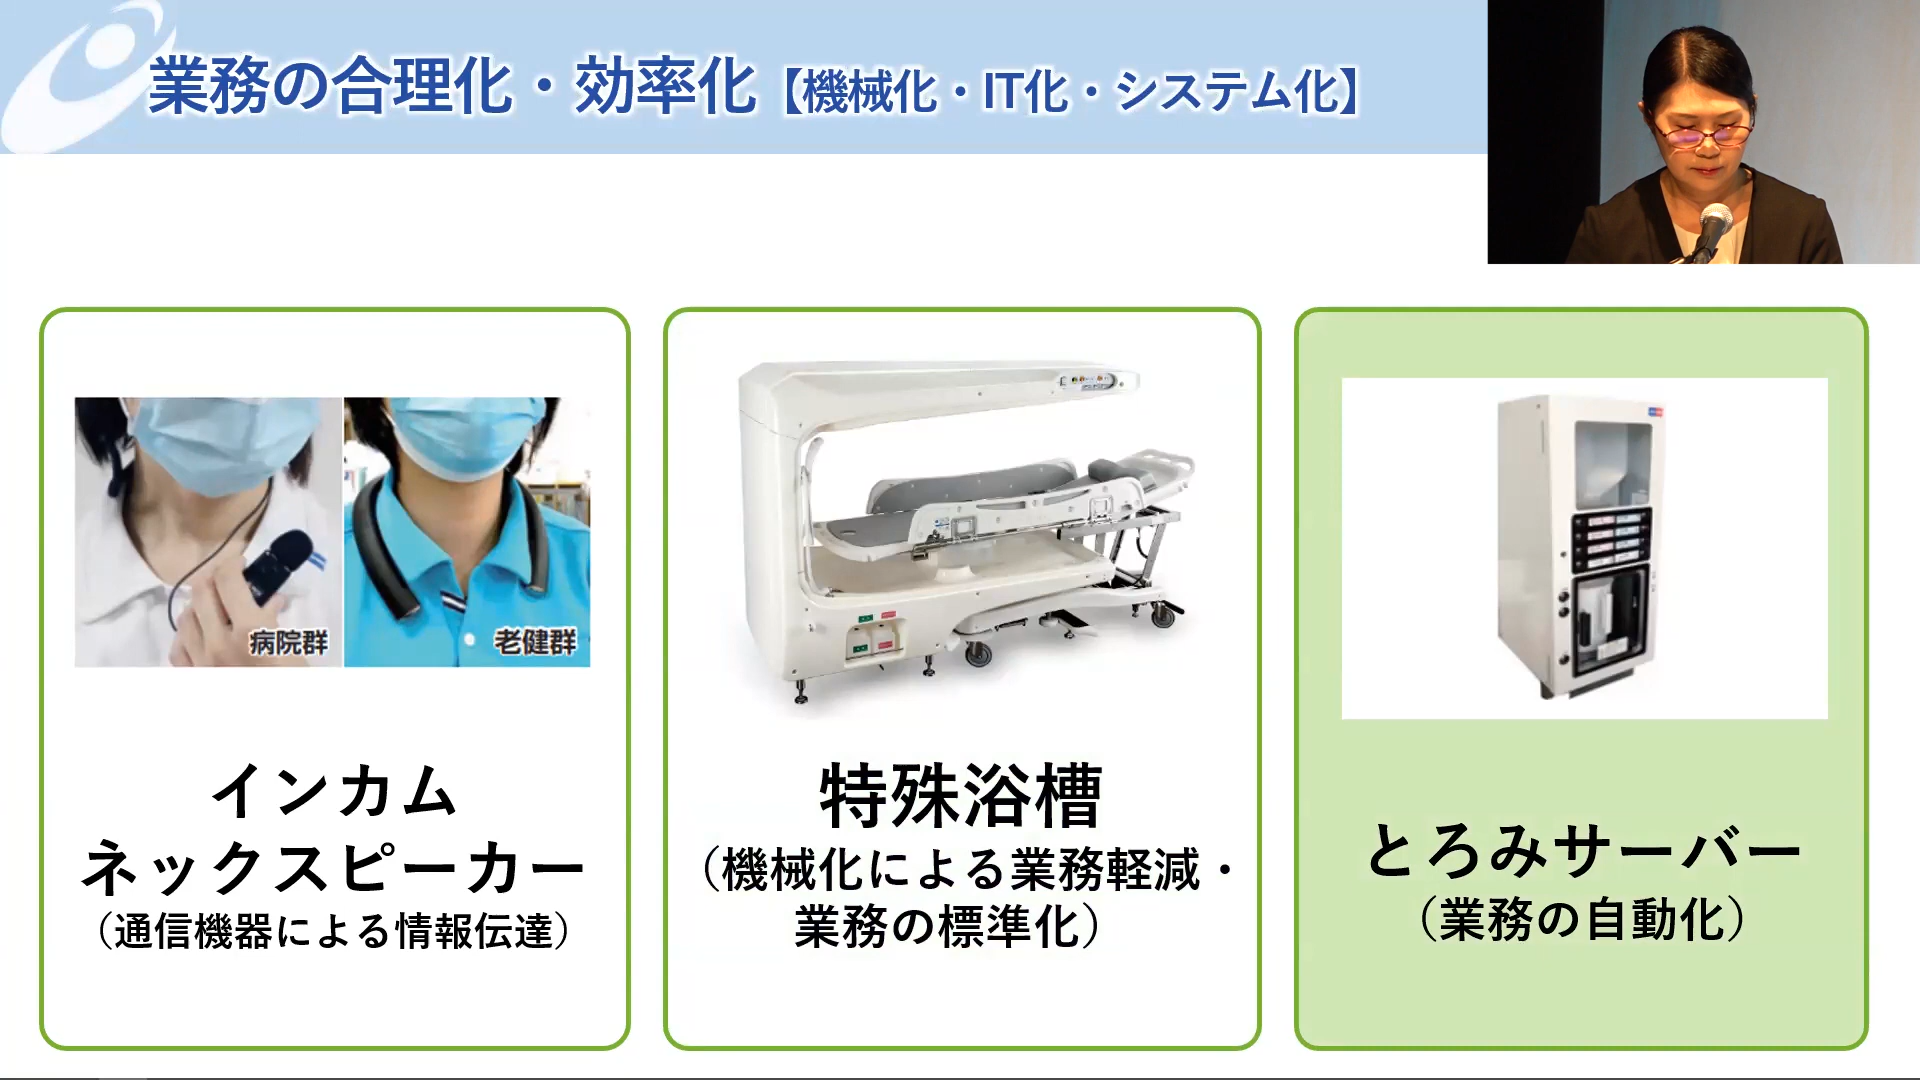 業務の合理化・効率化【機械化・IT化・システム化】
病院群
老健群
インカム
ネックスピーカー
（通信機器による情報伝達）
特殊浴槽
（機械化による業務軽減・
業務の標準化）
とろみサーバー
（業務の自動化）